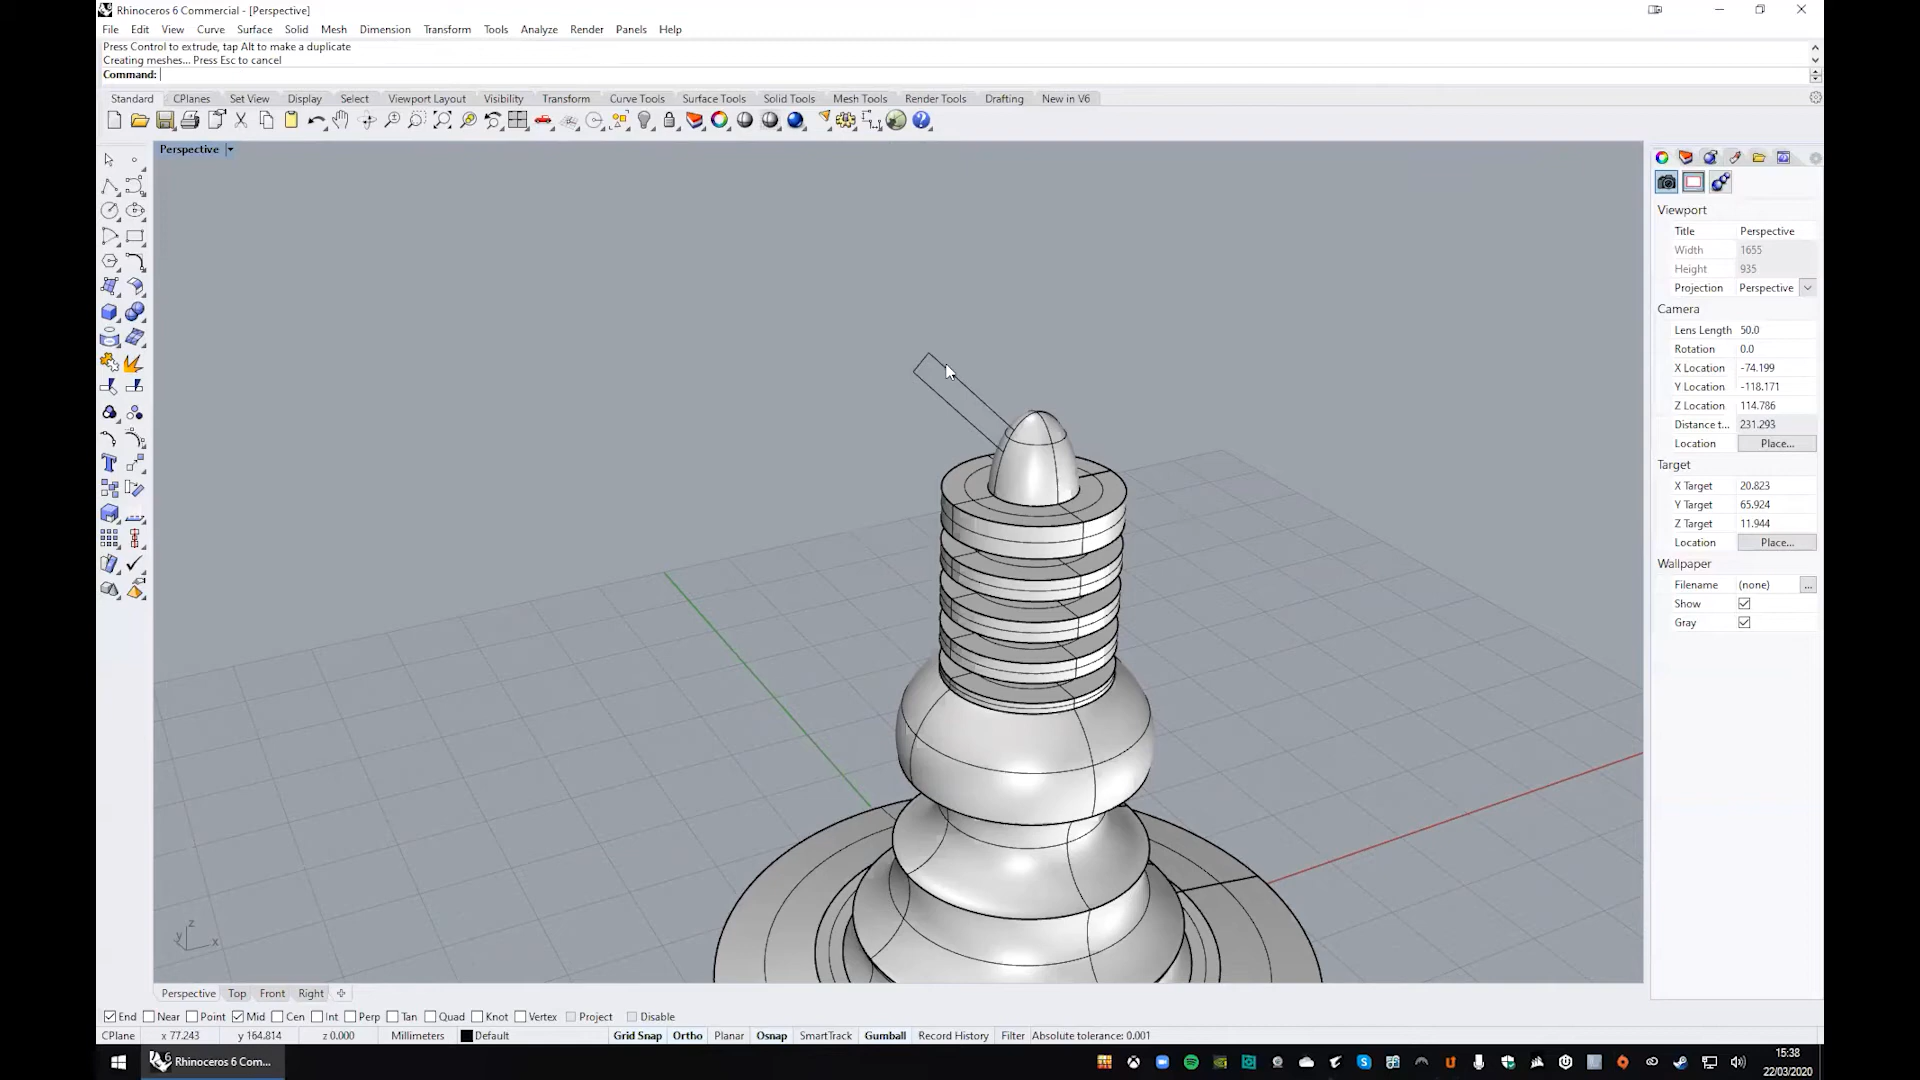 Rhinoceros 6 Commercial - [Perspective]
File Edit View Curve Surface Solid Mesh Dimension Transform Tools Analyze Render Panels Help
Press Control to extrude, tap Alt to make a duplicate
Creating meshes... Press Esc to cancel
Command:
Standard CPlanes Set View Display Select Viewport Layout Visibility Transform Curve Tools Surface Tools Solid Tools Mesh Tools Render Tools Drafting New in V6
Perspective
Viewport
Title Perspective
Width 1655
Height 935
Projection Perspective
Camera
Lens Length 50.0
Rotation 0.0
X Location -74.199
Y Location -118.171
Z Location 114.786
Distance t... 231.293
Location Place...
Target
X Target 20.823
Y Target 65.924
Z Target 11.944
Location Place...
Wallpaper
Filename (none) ...
Show
Gray
z
y x
Perspective Top Front Right
End Near Point Mid Cen Int Perp Tan Quad Knot Vertex Project Disable
CPlane x 77.243 y 164.814 z 0.000 Millimeters Default Grid Snap Ortho Planar Osnap SmartTrack Gumball Record History Filter Absolute tolerance: 0.001
Rhinoceros 6 Com...
15:38
22/03/2020